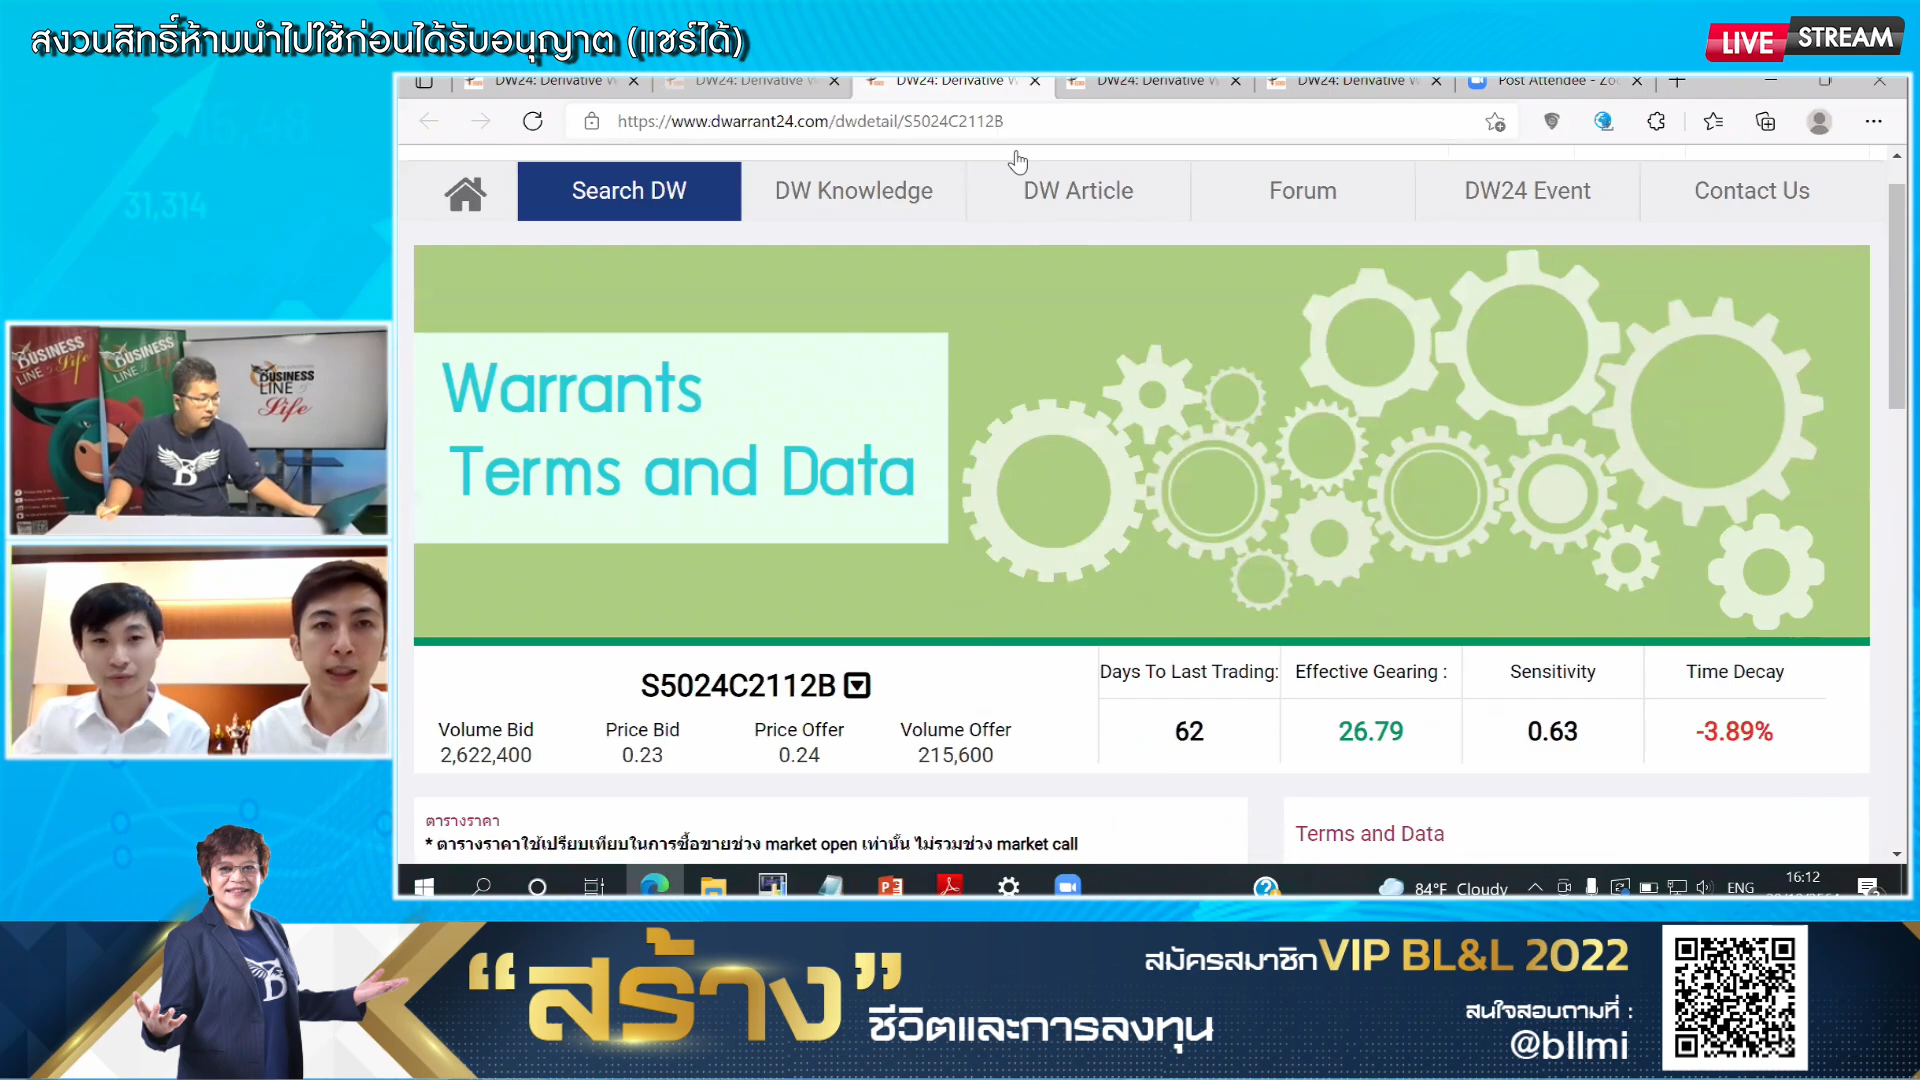 สงวนสิทธิ์ห้ามนำไปใช้ก่อนได้รับอนุญาต (แชร์ได้)
LIVE STREAM
DW24: Derivative W
DW24: Derivative W
DW24: Derivative W
DW24: Derivative W
DW24: Derivative W
Post Attendee - Zoo
https://www.dwarrant24.com/dwdetail/S5024C2112B
Search DW
DW Knowledge
DW Article
Forum
DW24 Event
Contact Us
15,448
31,314
Warrants
Terms and Data
BUSINESS LINE & Life
BUSINESS LINE
BUSINESS LINE & Life
S5024C2112B
Volume Bid
Price Bid
Price Offer
Volume Offer
2,622,400
0.23
0.24
215,600
Days To Last Trading:
Effective Gearing :
Sensitivity
Time Decay
62
26.79
0.63
-3.89%
ตารางราคา
* ตารางราคาใช้เปรียบเทียบในการซื้อขายช่วง market open เท่านั้น ไม่รวมช่วง market call
Terms and Data
84°F Cloudy
ENG
16:12
“สร้าง”
ชีวิตและการลงทุน
สมัครสมาชิก VIP BL&L 2022
สนใจสอบถามที่ :
@bllmi